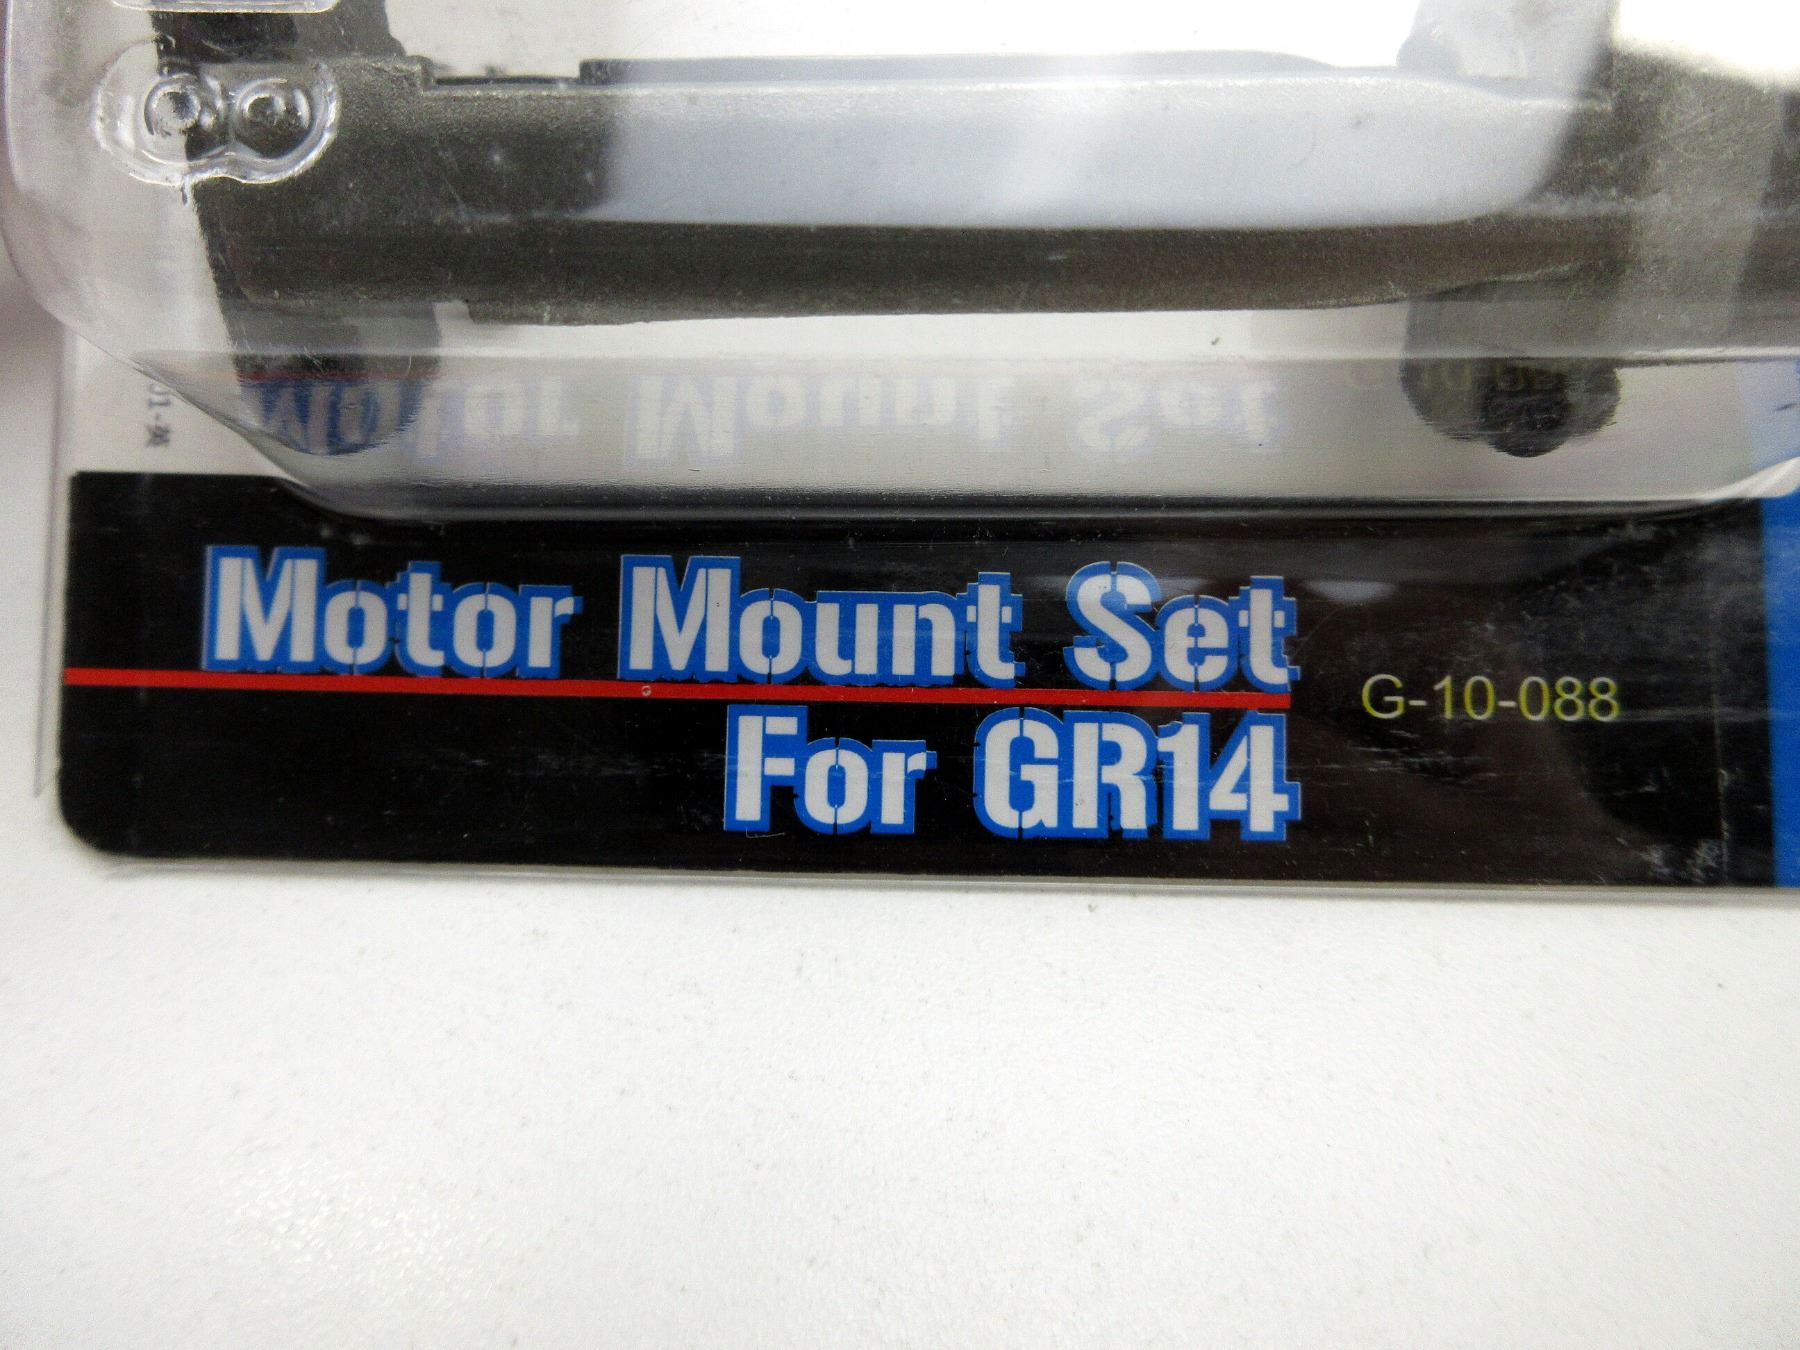 Motor Mount Set
For GR14
G-10-088